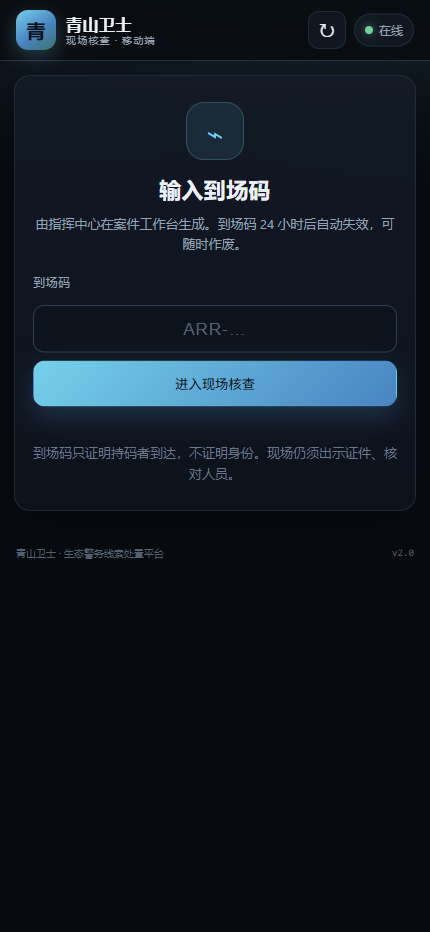 青
青山卫士
现场核查 · 移动端
↻
在线
输入到场码
由指挥中心在案件工作台生成。到场码 24 小时后自动失效，可
随时作废。
到场码
ARR-...
进入现场核查
到场码只证明持码者到达，不证明身份。现场仍须出示证件、核
对人员。
青山卫士 · 生态警务线索处置平台
v2.0